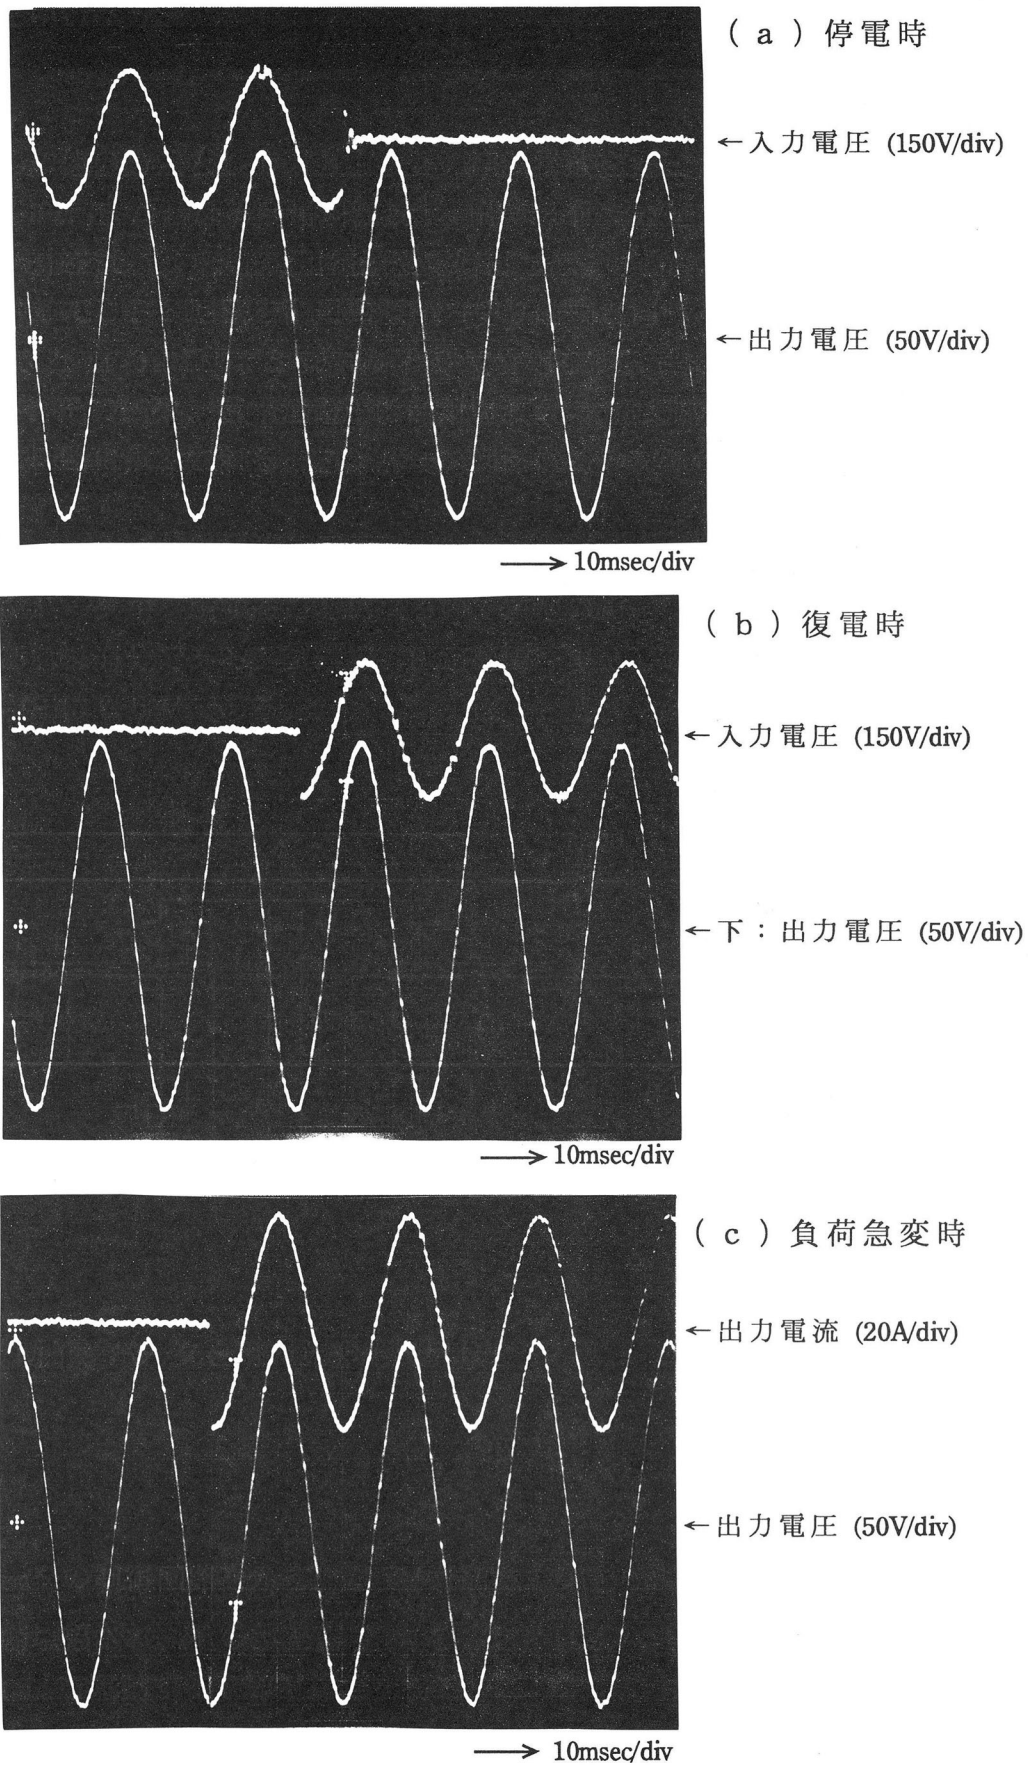 (a)停電時
←入力電圧 (150V/div)
←出力電圧 (50V/div)
→ 10msec/div
(b)復電時
←入力電圧 (150V/div)
←下：出力電圧 (50V/div)
→ 10msec/div
(c)負荷急変時
←出力電流 (20A/div)
←出力電圧 (50V/div)
→ 10msec/div